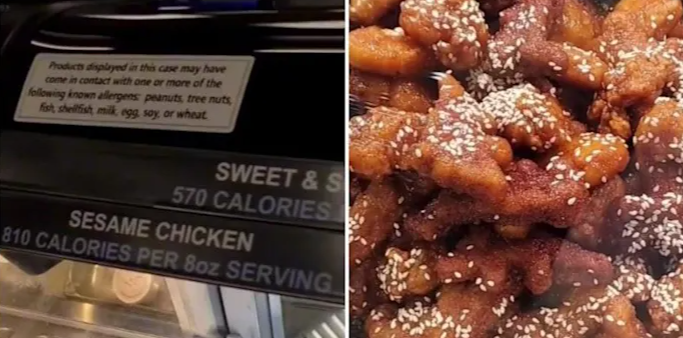 Products displayed in this case may have
come in contact with one or more of the
following known allergens: peanuts, tree nuts,
fish, shellfish, milk, egg, soy, or wheat.
SWEET & S
570 CALORIES
SESAME CHICKEN
810 CALORIES PER 8oz SERVING